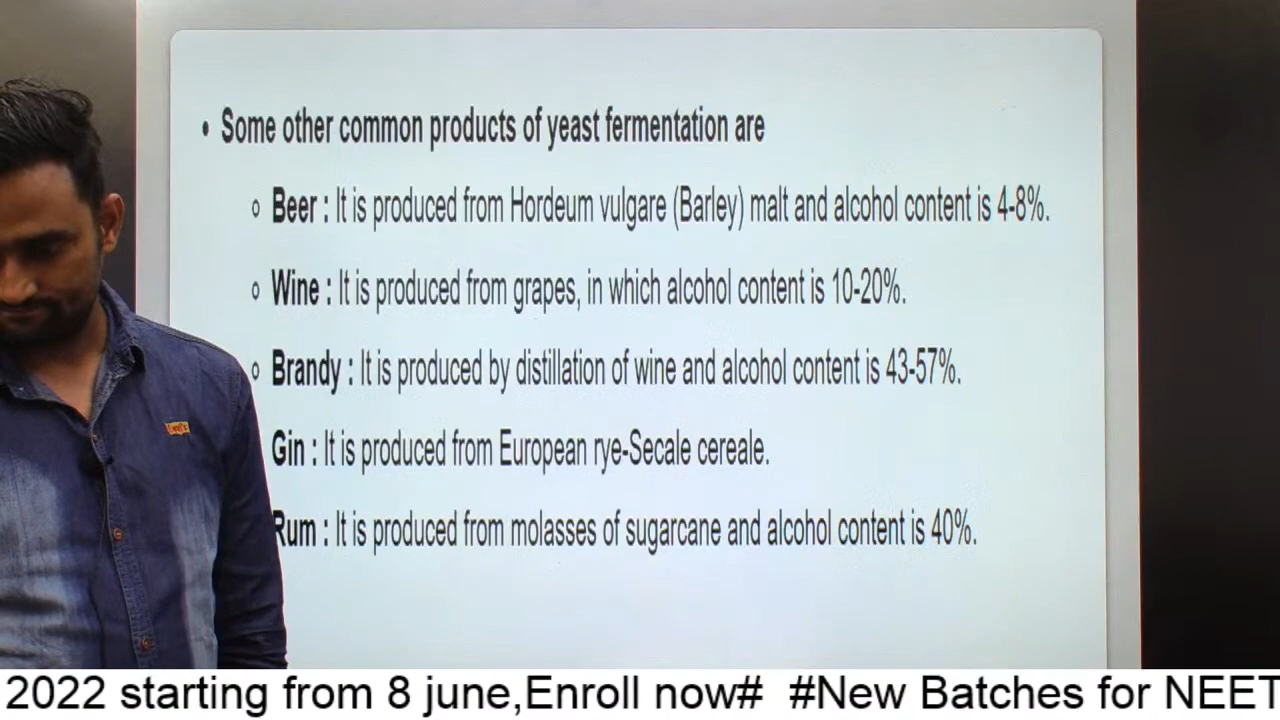 • Some other common products of yeast fermentation are
o Beer : It is produced from Hordeum vulgare (Barley) malt and alcohol content is 4-8%.
o Wine : It is produced from grapes, in which alcohol content is 10-20%.
o Brandy : It is produced by distillation of wine and alcohol content is 43-57%.
Gin : It is produced from European rye-Secale cereale.
Rum : It is produced from molasses of sugarcane and alcohol content is 40%.
Levi's
2022 starting from 8 june,Enroll now#  #New Batches for NEET